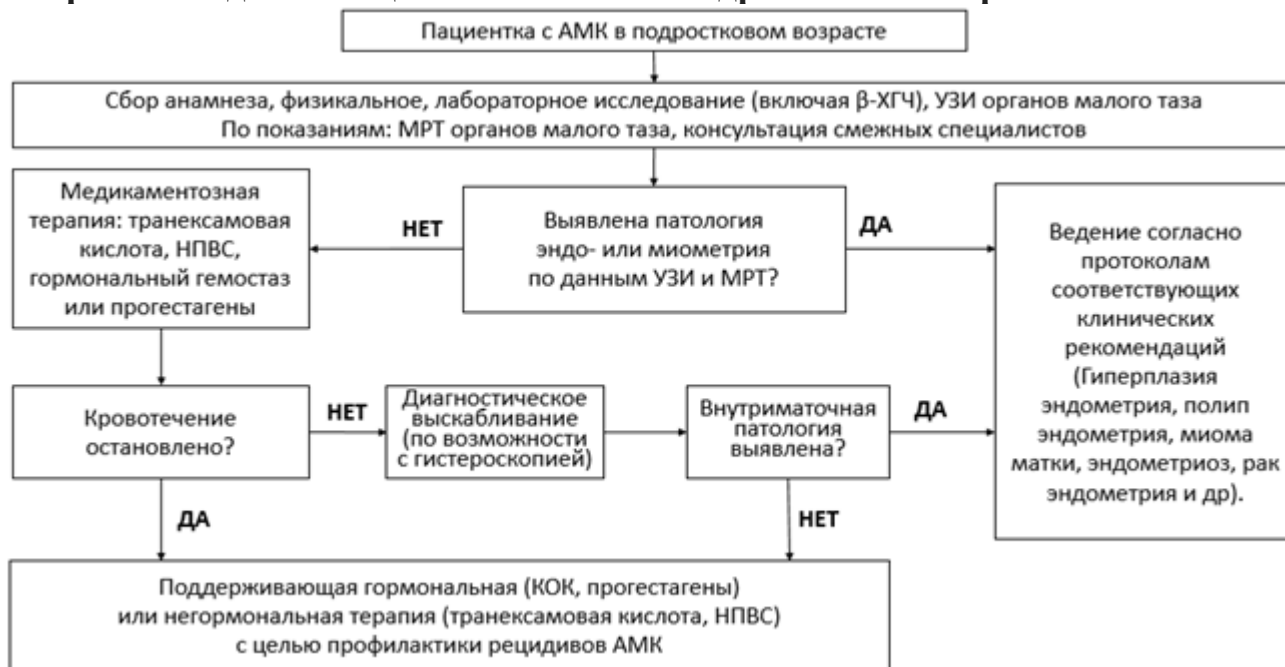 Пациентка с АМК в подростковом возрасте
Сбор анамнеза, физикальное, лабораторное исследование (включая β-ХГЧ), УЗИ органов малого таза
По показаниям: МРТ органов малого таза, консультация смежных специалистов
Медикаментозная
терапия: транексамовая
кислота, НПВС,
гормональный гемостаз
или прогестагены
НЕТ
Выявлена патология
эндо- или миометрия
по данным УЗИ и МРТ?
ДА
Ведение согласно
протоколам
соответствующих
клинических
рекомендаций
(Гиперплазия
эндометрия, полип
эндометрия, миома
матки, эндометриоз, рак
эндометрия и др).
Кровотечение
остановлено?
НЕТ
Диагностическое
выскабливание
(по возможности
с гистероскопией)
Внутриматочная
патология
выявлена?
ДА
ДА
НЕТ
Поддерживающая гормональная (КОК, прогестагены)
или негормональная терапия (транексамовая кислота, НПВС)
с целью профилактики рецидивов АМК